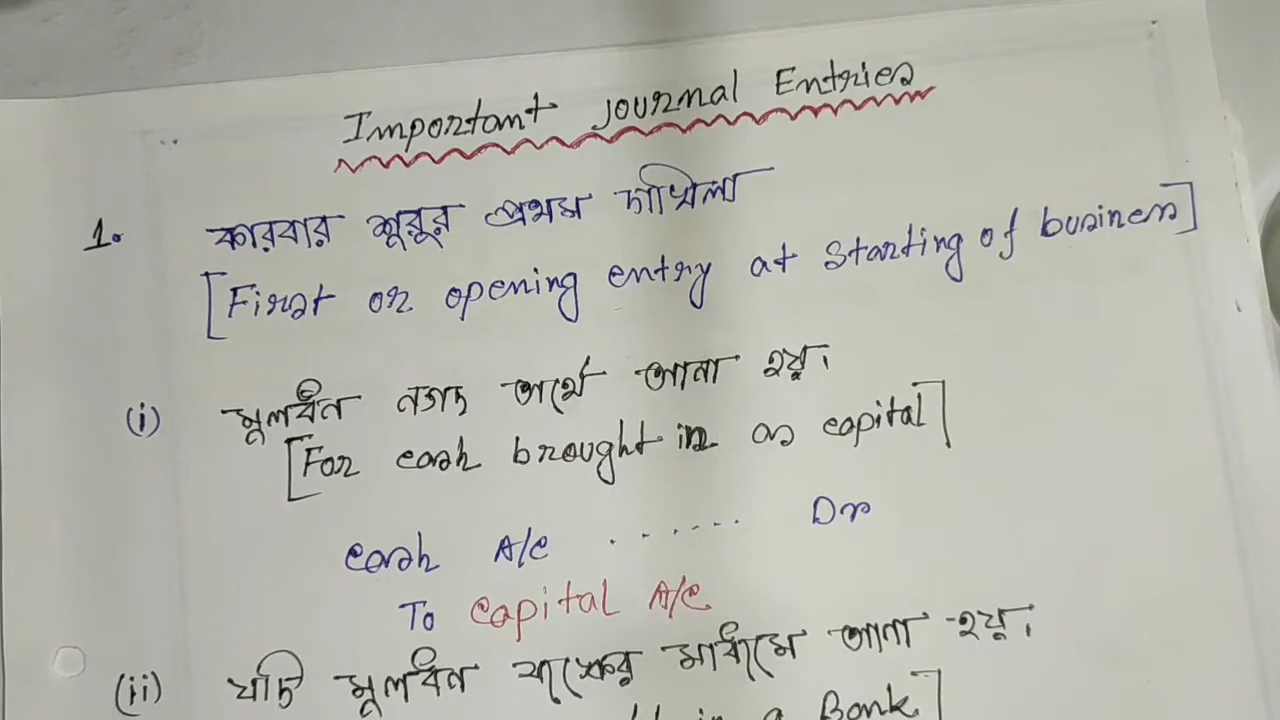 Important Journal Entries
1. কারবার শুরুর প্রথম দাখিলা
[First or opening entry at starting of business]
(i) মূলধন নগদ অর্থে আনা হয়।
[For cash brought in as capital]
Cash A/c ....... Dr
To Capital A/c
(ii) যদি মূলধন ব্যাংকের মাধ্যমে আনা হয়।
in a Bank]